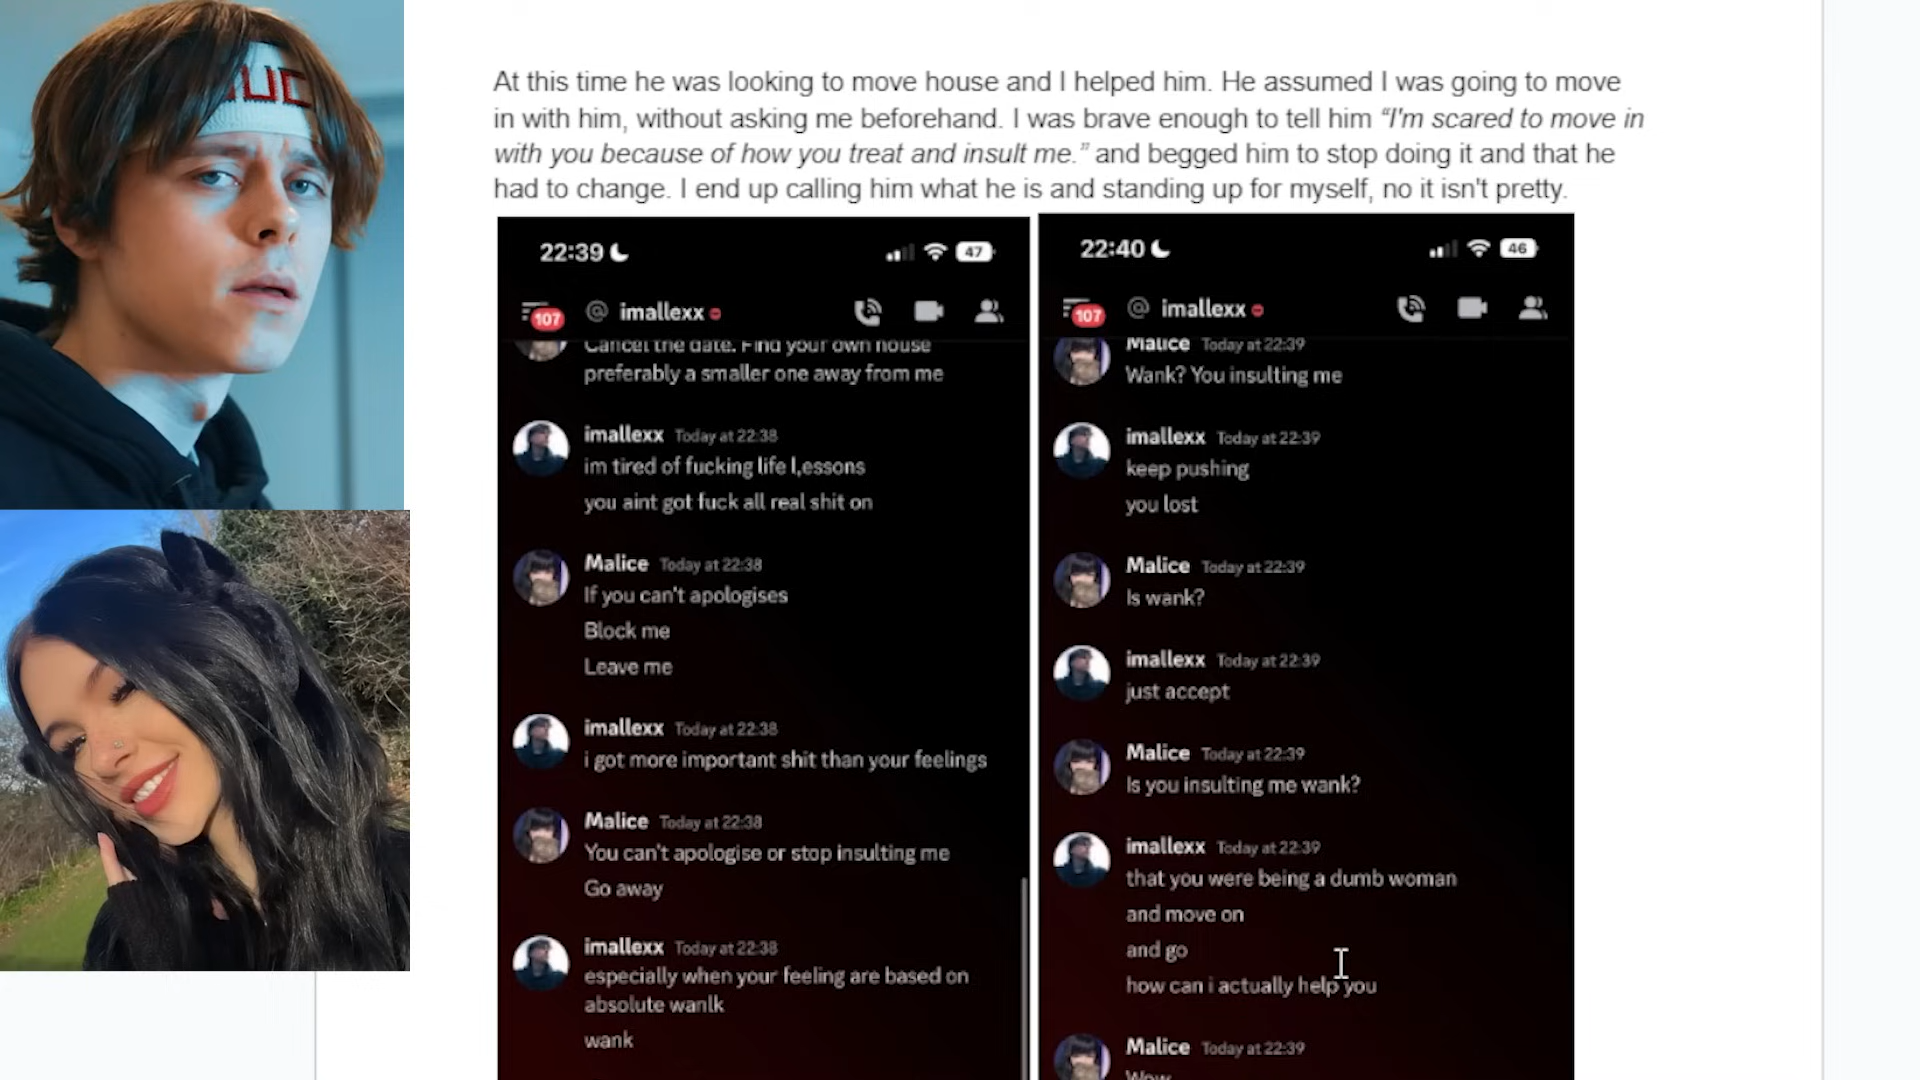 UC
At this time he was looking to move house and I helped him. He assumed I was going to move
in with him, without asking me beforehand. I was brave enough to tell him “I'm scared to move in
with you because of how you treat and insult me.” and begged him to stop doing it and that he
had to change. I end up calling him what he is and standing up for myself, no it isn't pretty.
22:39
47
107
@ imallexx
Cancel the date. Find your own house
preferably a smaller one away from me
imallexx Today at 22:38
im tired of fucking life l,essons
you aint got fuck all real shit on
Malice Today at 22:38
If you can't apologises
Block me
Leave me
imallexx Today at 22:38
i got more important shit than your feelings
Malice Today at 22:38
You can't apologise or stop insulting me
Go away
imallexx Today at 22:38
especially when your feeling are based on
absolute wanlk
wank
22:40
46
107
@ imallexx
Malice Today at 22:39
Wank? You insulting me
imallexx Today at 22:39
keep pushing
you lost
Malice Today at 22:39
Is wank?
imallexx Today at 22:39
just accept
Malice Today at 22:39
Is you insulting me wank?
imallexx Today at 22:39
that you were being a dumb woman
and move on
and go
how can i actually help you
Malice Today at 22:39
Wow